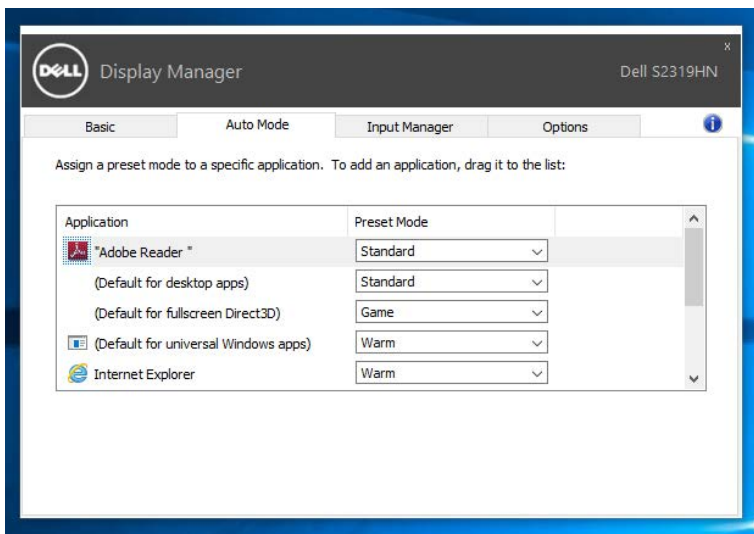 DELL Display Manager
x
Dell S2319HN
Basic Auto Mode Input Manager Options
Assign a preset mode to a specific application. To add an application, drag it to the list:
Application Preset Mode
"Adobe Reader " Standard
(Default for desktop apps) Standard
(Default for fullscreen Direct3D) Game
(Default for universal Windows apps) Warm
Internet Explorer Warm